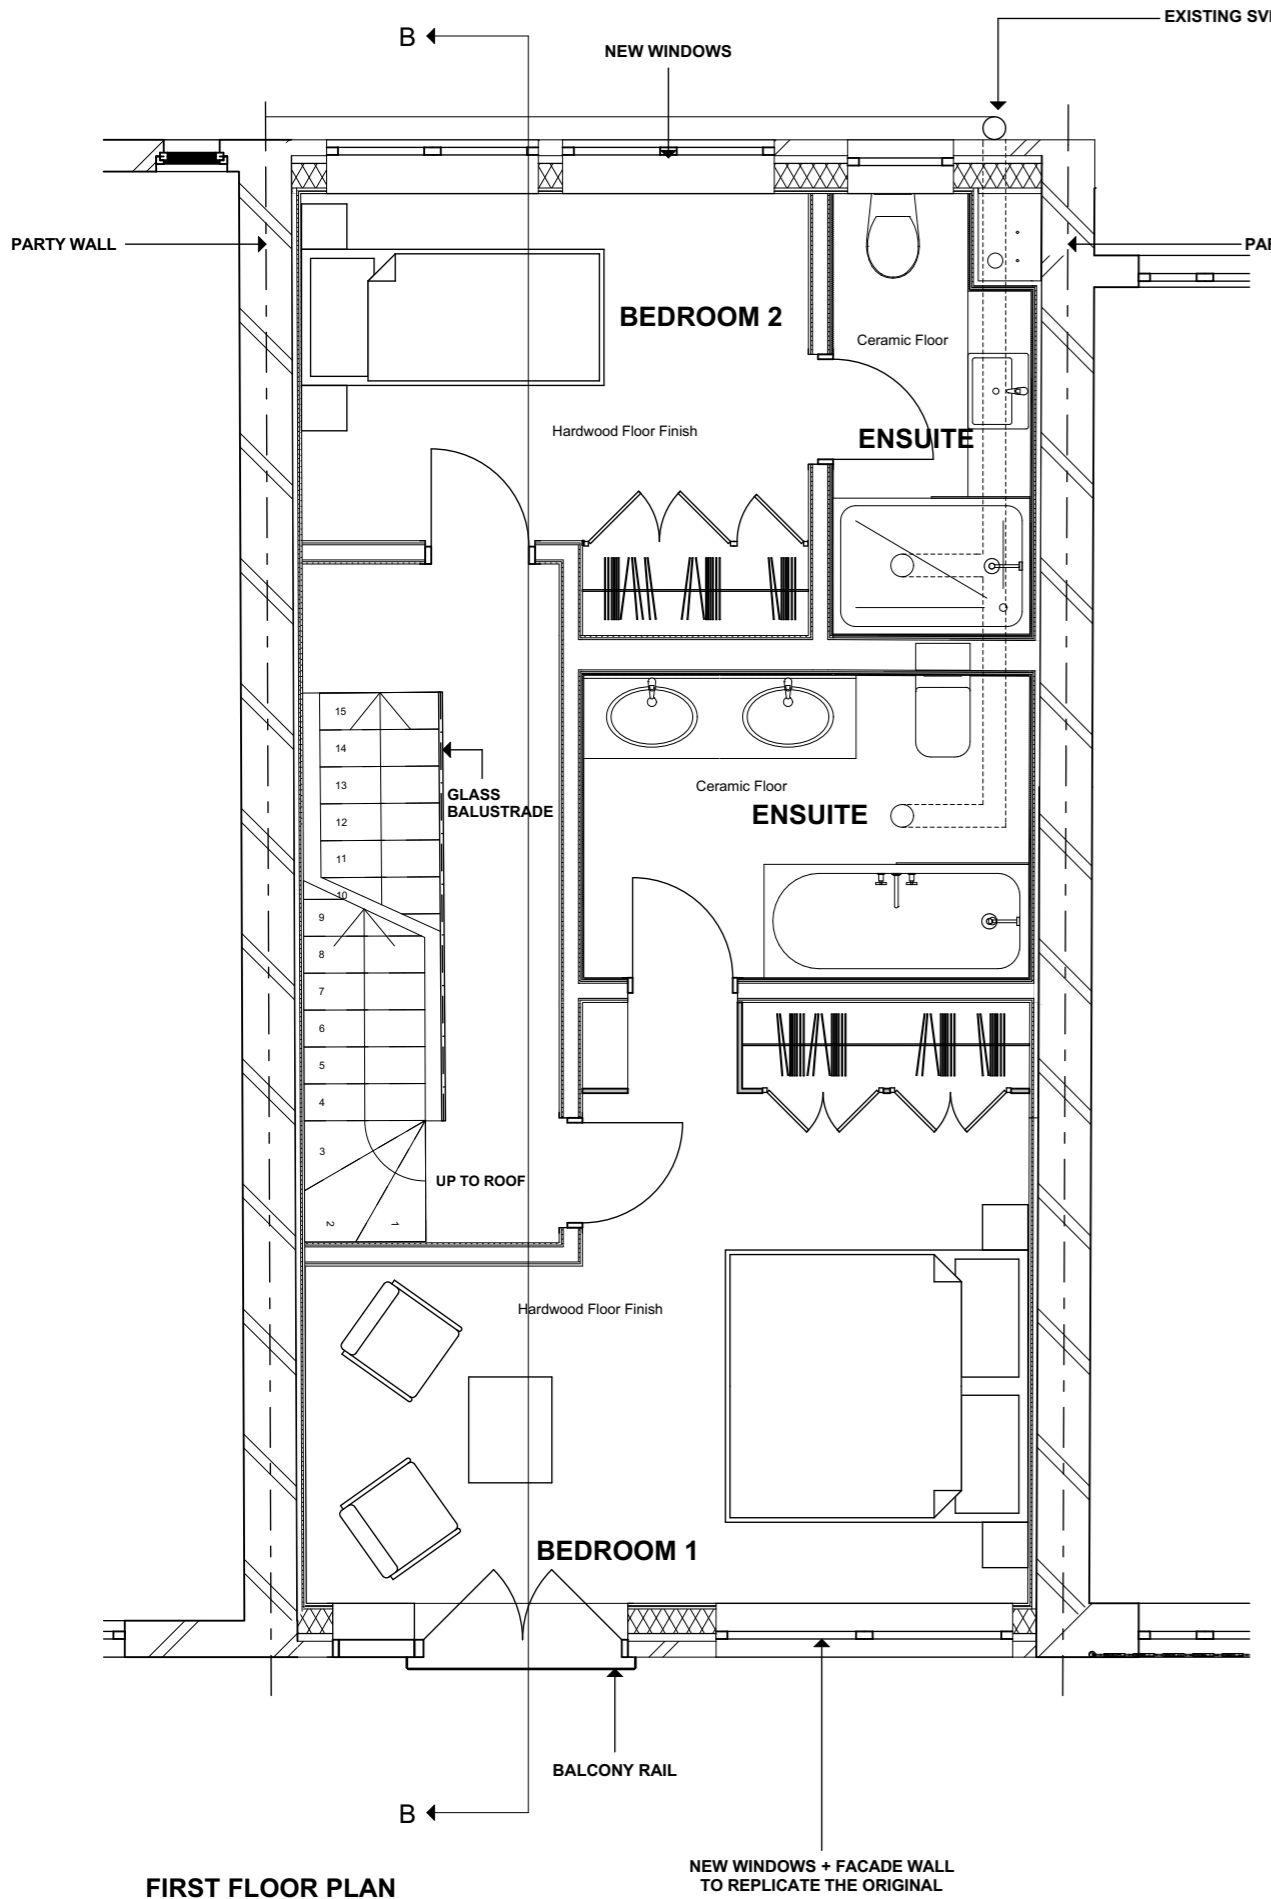 EXISTING
B
NEW WINDOWS
PARTY WALL
BEDROOM 2
Ceramic Floor
Hardwood Floor Finish
ENSUITE
15
14
13
12
11
10
9
8
7
6
5
4
3
2
1
GLASS
BALUSTRADE
Ceramic Floor
ENSUITE
UP TO ROOF
Hardwood Floor Finish
BEDROOM 1
BALCONY RAIL
B
NEW WINDOWS + FACADE WALL
TO REPLICATE THE ORIGINAL
FIRST FLOOR PLAN